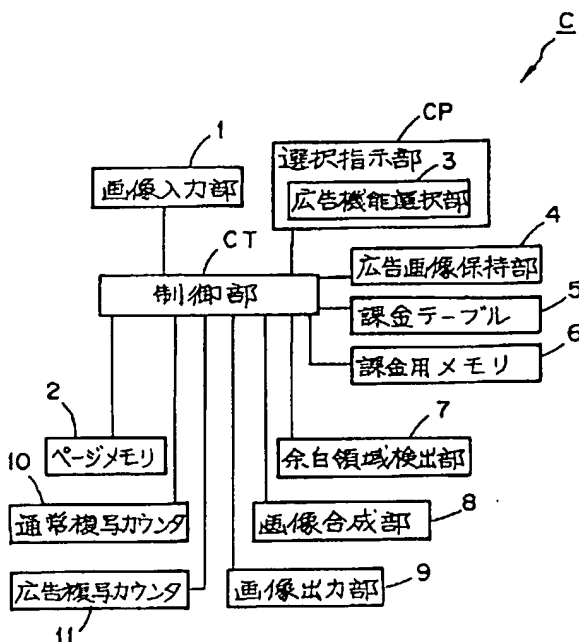 C
CP
1
選択指示部
3
画像入力部
広告機能選択部
CT
4
制御部
広告画像保持部
5
課金テーブル
6
課金用メモリ
2
7
ページメモリ
余白領域検出部
10
通常複写カウンタ
8
画像合成部
広告複写カウンタ
9
画像出力部
11